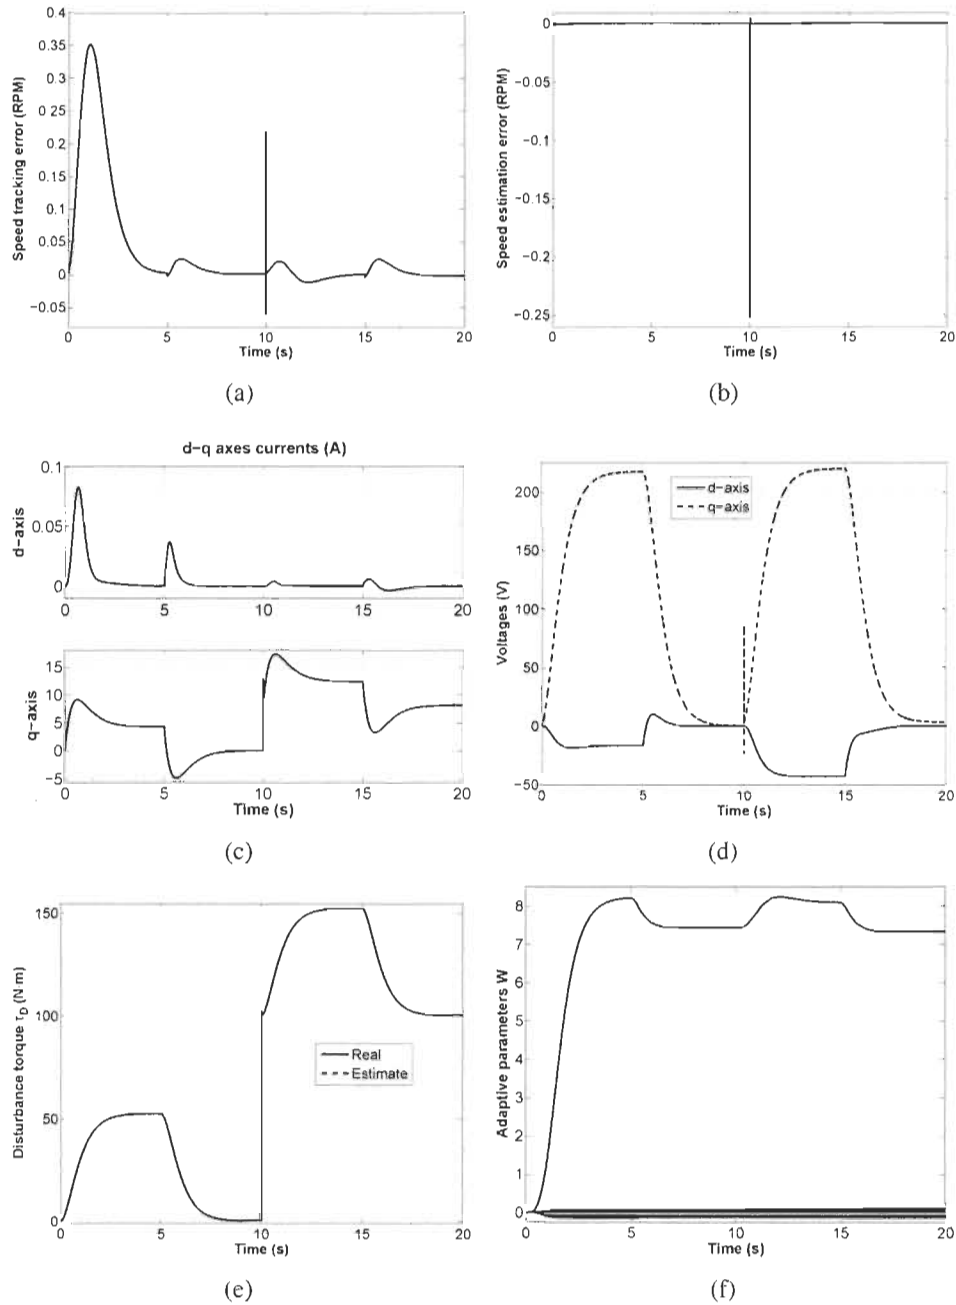 0.4
0.35
0.3
0.25
0.2
0.15
0.1
0.05
0
−0.05
Speed tracking error (RPM)
0 5 10 15 20
Time (s)
(a)
0
−0.05
−0.1
−0.15
−0.2
−0.25
Speed estimation error (RPM)
0 5 10 15 20
Time (s)
(b)
d−q axes currents (A)
0.1
0.05
0
d−axis
0 5 10 15 20
15
10
5
0
−5
q−axis
0 5 10 15 20
Time (s)
(c)
200
150
100
50
0
−50
Voltages (V)
d−axis
q−axis
0 5 10 15 20
Time (s)
(d)
150
100
50
0
Disturbance torque τD (N·m)
Real
Estimate
0 5 10 15 20
Time (s)
(e)
8
7
6
5
4
3
2
1
0
Adaptive parameters W
0 5 10 15 20
Time (s)
(f)